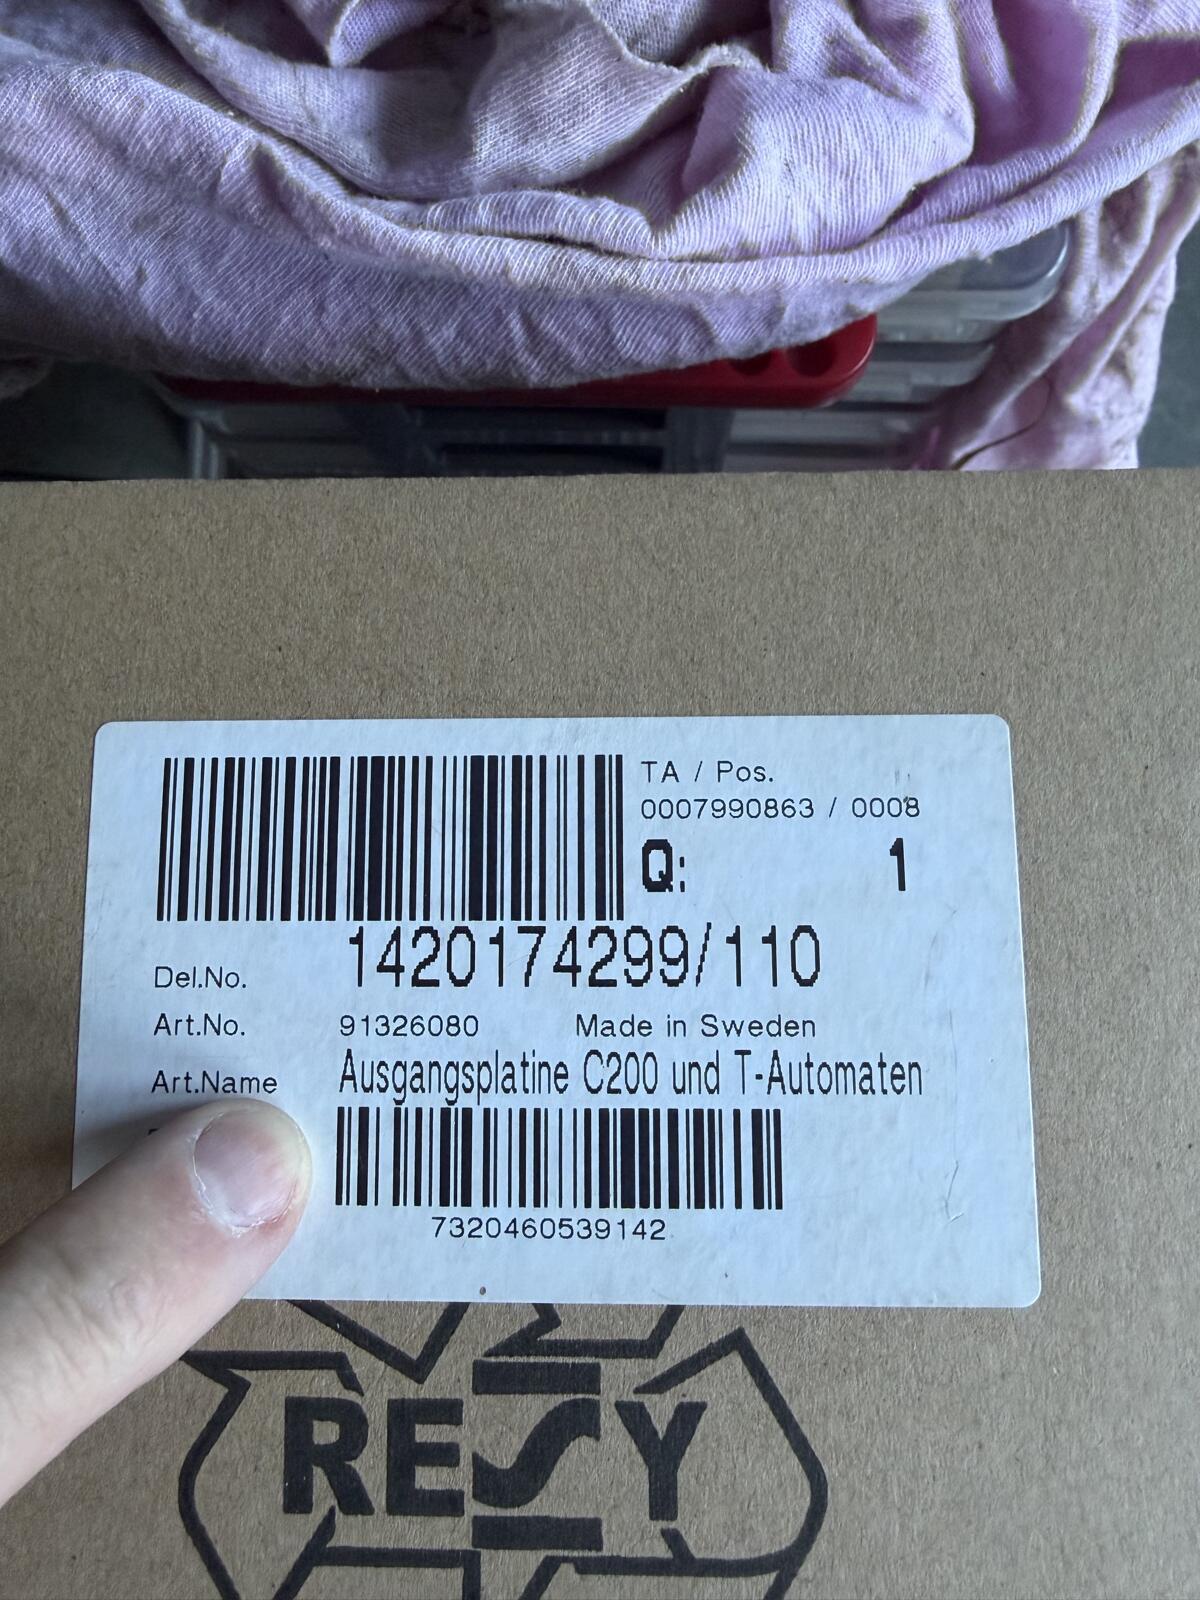 TA / Pos.
0007990863 / 0008
Q: 1
Del.No. 1420174299/110
Art.No. 91326080 Made in Sweden
Art.Name Ausgangsplatine C200 und T-Automaten
7320460539142
RESY